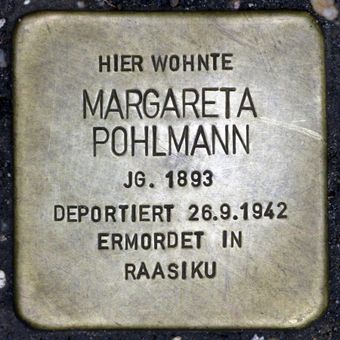 HIER WOHNTE
MARGARETA
POHLMANN
JG. 1893
DEPORTIERT 26.9.1942
ERMORDET IN
RAASIKU